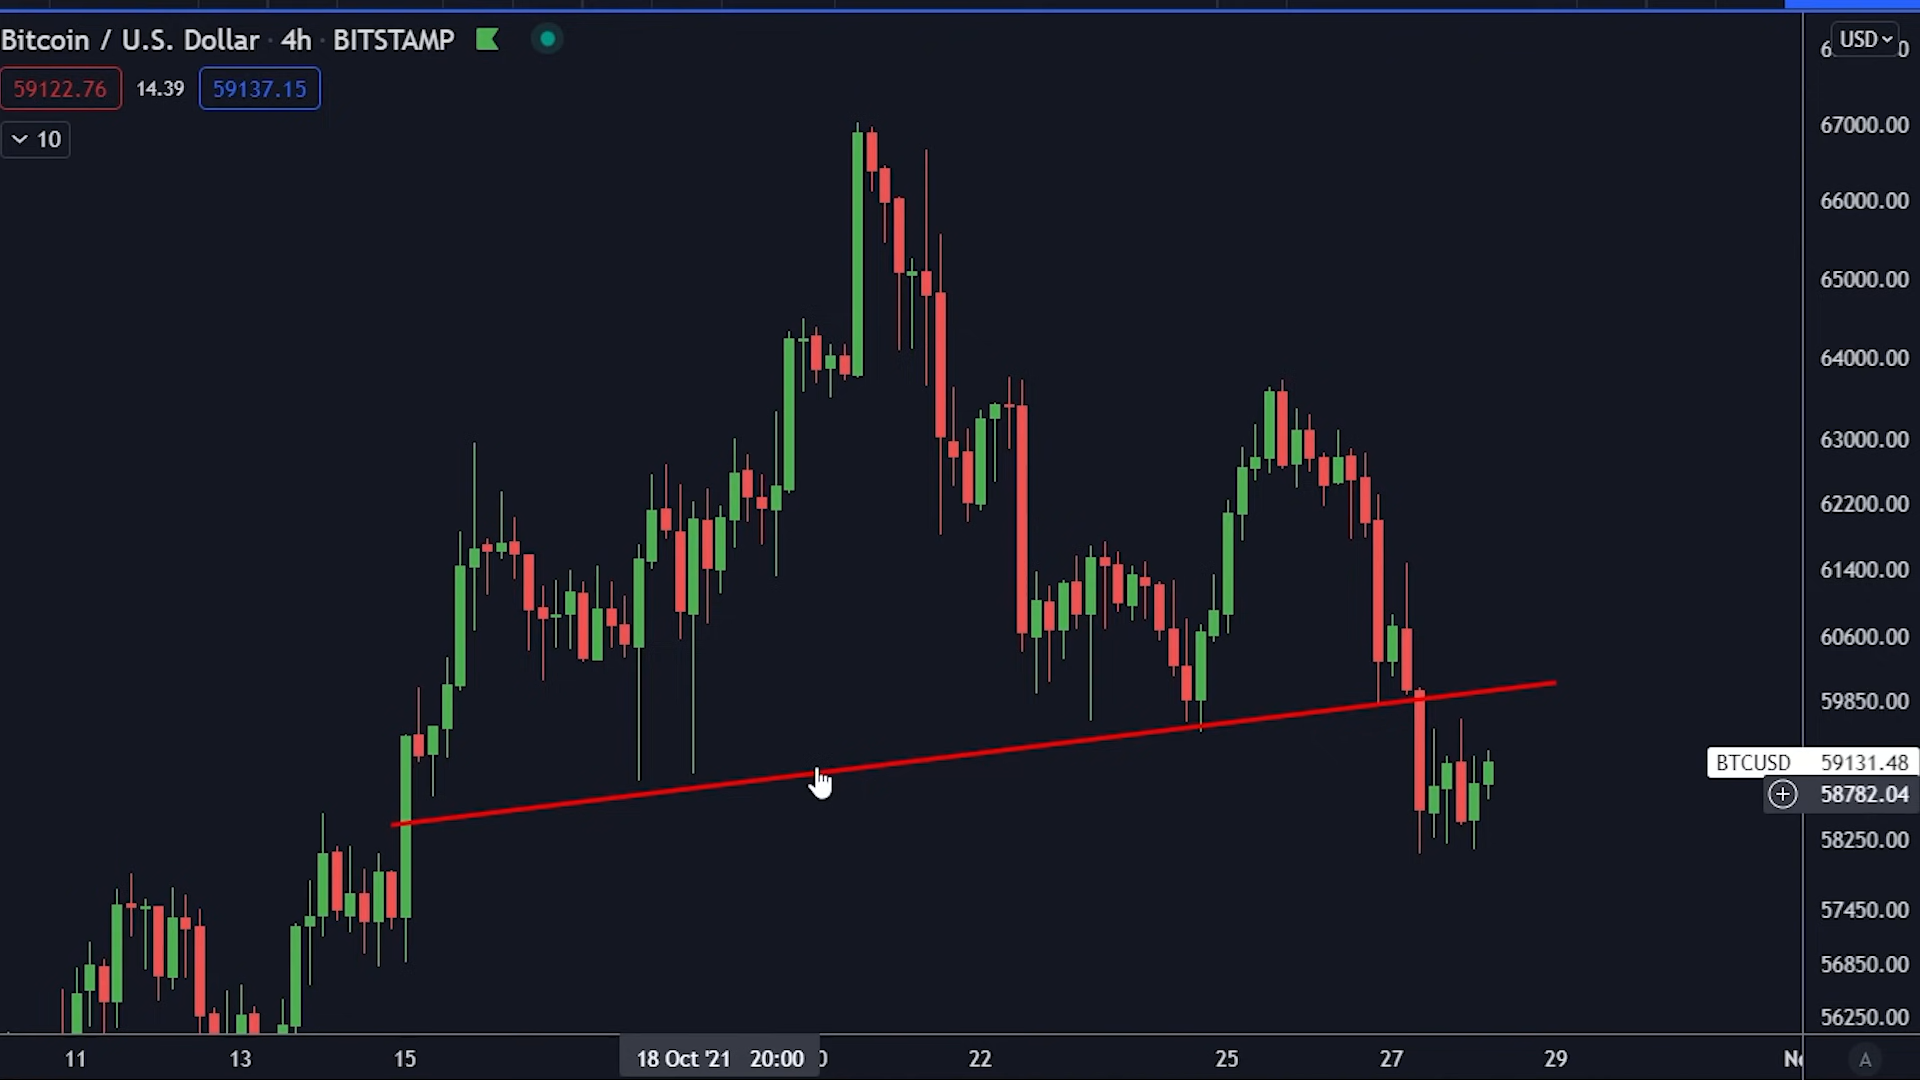 Bitcoin / U.S. Dollar · 4h · BITSTAMP
59122.76 14.39 59137.15
10
USD
67000.00
66000.00
65000.00
64000.00
63000.00
62200.00
61400.00
60600.00
59850.00
BTCUSD 59131.48
58782.04
58250.00
57450.00
56850.00
56250.00
11 13 15 18 Oct '21 20:00 22 25 27 29
A